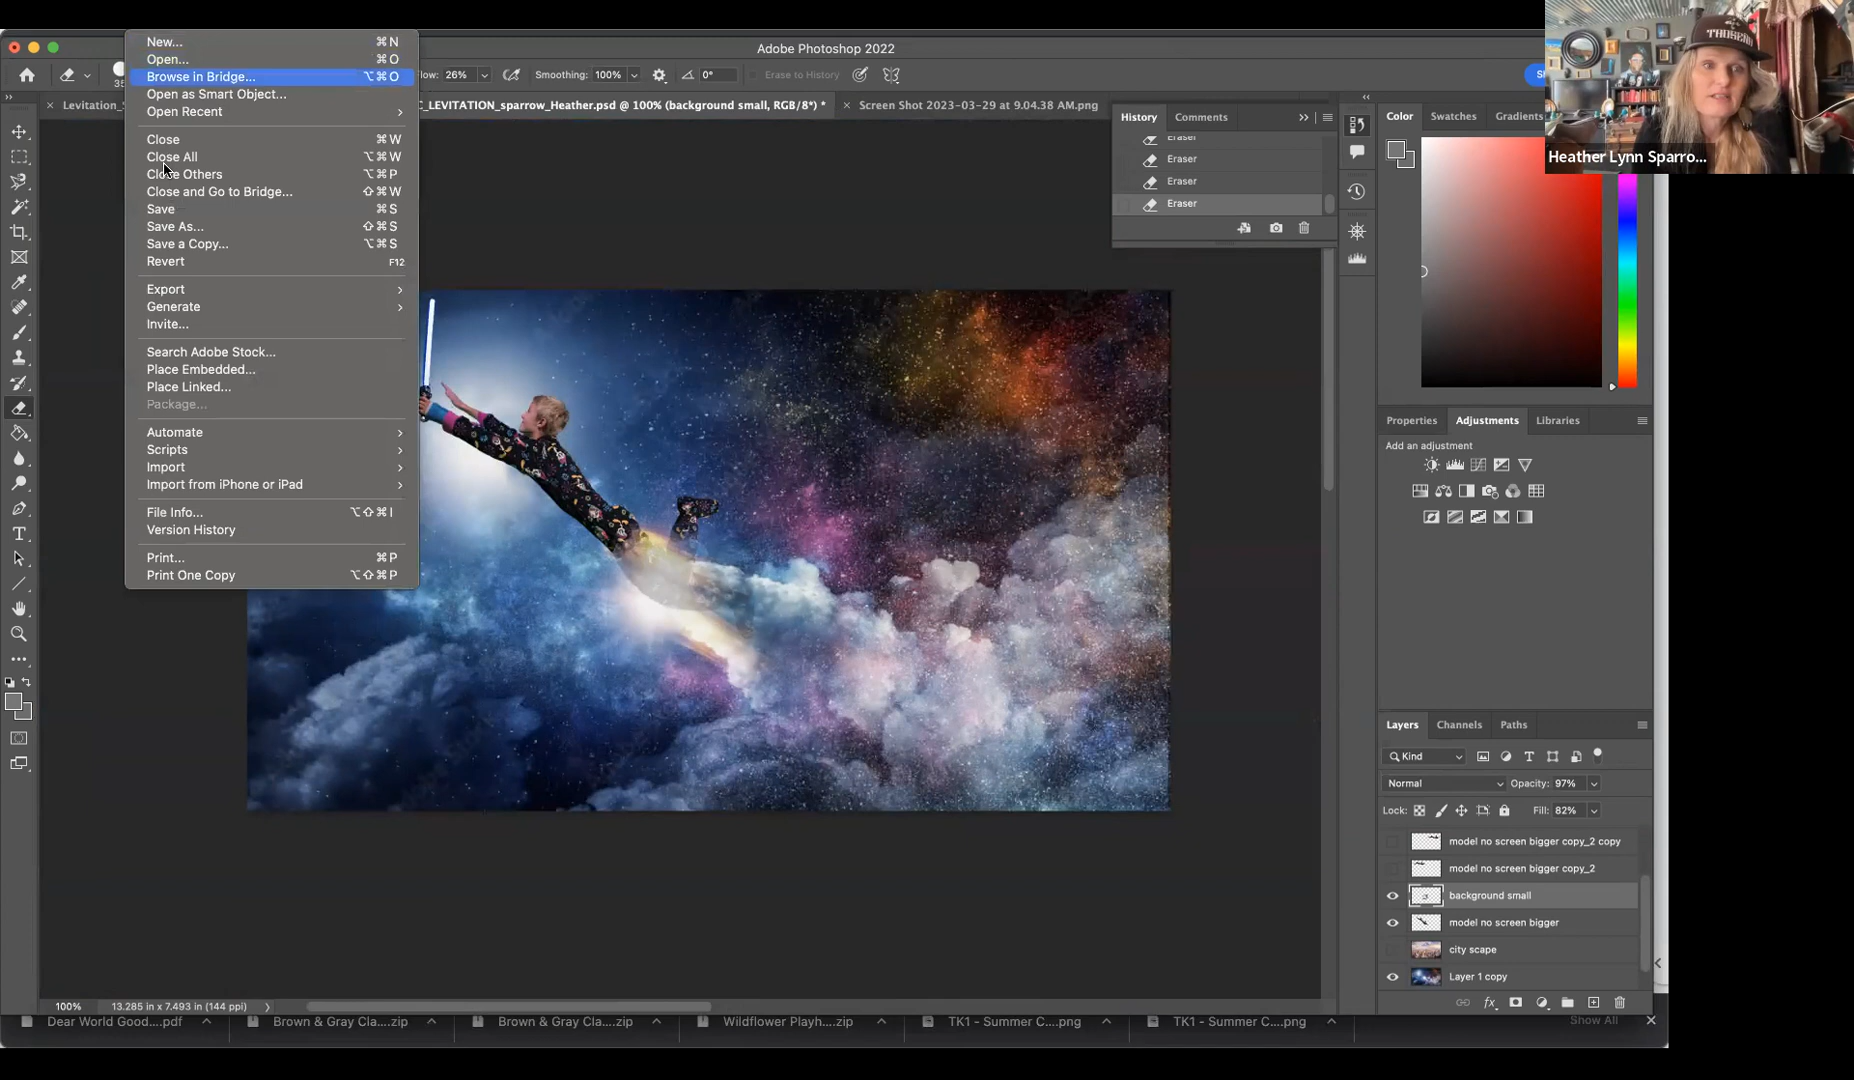 New... ⌘N
Open... ⌘O
Browse in Bridge... ⌥⌘O
Open as Smart Object...
Open Recent
Close ⌘W
Close All ⌥⌘W
Close Others ⌥⌘P
Close and Go to Bridge... ⇧⌘W
Save ⌘S
Save As... ⇧⌘S
Save a Copy... ⌥⌘S
Revert F12
Export
Generate
Invite...
Search Adobe Stock...
Place Embedded...
Place Linked...
Package...
Automate
Scripts
Import
Import from iPhone or iPad
File Info... ⌥⇧⌘I
Version History
Print... ⌘P
Print One Copy ⌥⇧⌘P
Adobe Photoshop 2022
26% Smoothing: 100% 0° Erase to History
Levitation_S
C_LEVITATION_sparrow_Heather.psd @ 100% (background small, RGB/8*) *
Screen Shot 2023-03-29 at 9.04.38 AM.png
History Comments
Eraser
Eraser
Eraser
Eraser
Color Swatches Gradients
Heather Lynn Sparro...
Properties Adjustments Libraries
Add an adjustment
Layers Channels Paths
Kind
Normal Opacity: 97%
Lock: Fill: 82%
model no screen bigger copy_2 copy
model no screen bigger copy_2
background small
model no screen bigger
city scape
Layer 1 copy
fx
100% 13.285 in x 7.493 in (144 ppi)
Dear World Good....pdf
Brown & Gray Cla....zip
Brown & Gray Cla....zip
Wildflower Playh....zip
TK1 - Summer C....png
TK1 - Summer C....png
Show All